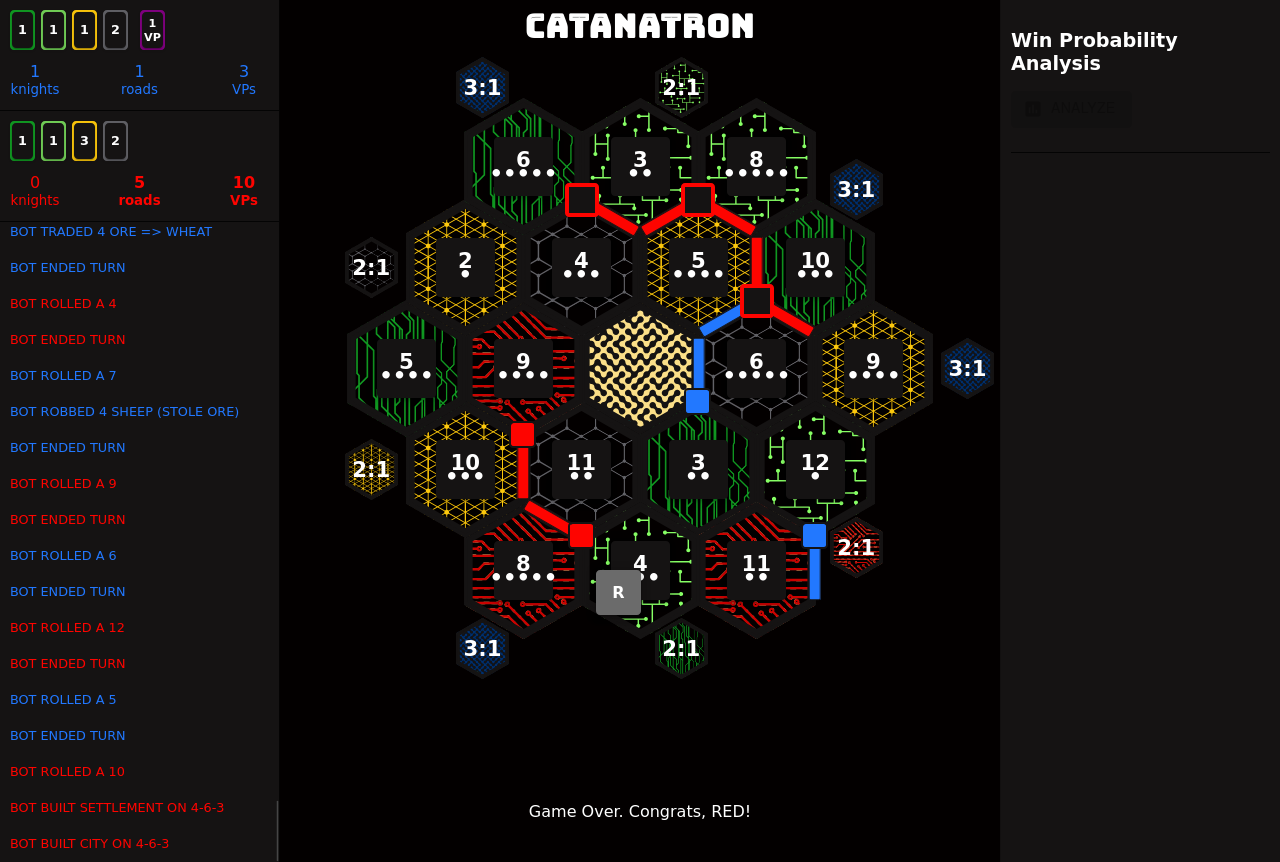 CATANATRON
1 1 1 2 1 VP
1 1 3
knights roads VPs
1 1 3 2
0 5 10
knights roads VPs
BOT TRADED 4 ORE => WHEAT
BOT ENDED TURN
BOT ROLLED A 4
BOT ENDED TURN
BOT ROLLED A 7
BOT ROBBED 4 SHEEP (STOLE ORE)
BOT ENDED TURN
BOT ROLLED A 9
BOT ENDED TURN
BOT ROLLED A 6
BOT ENDED TURN
BOT ROLLED A 12
BOT ENDED TURN
BOT ROLLED A 5
BOT ENDED TURN
BOT ROLLED A 10
BOT BUILT SETTLEMENT ON 4-6-3
BOT BUILT CITY ON 4-6-3
3:1 2:1
6 3 8
3:1
2:1 2 4 5 10
5 9 6 9 3:1
2:1 10 11 3 12
8 4 11 2:1
R
3:1 2:1
Game Over. Congrats, RED!
Win Probability
Analysis
ANALYZE